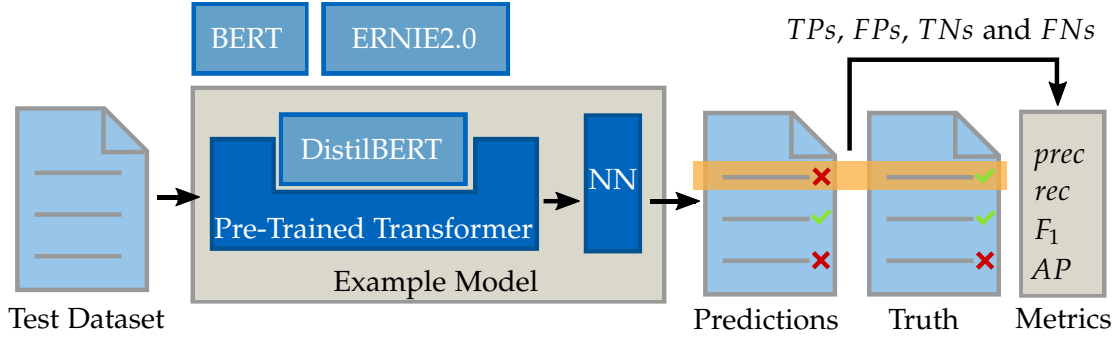 BERT
ERNIE2.0
TPs, FPs, TNs and FNs
DistilBERT
Pre-Trained Transformer
NN
Example Model
prec
rec
F₁
AP
Test Dataset
Predictions
Truth
Metrics